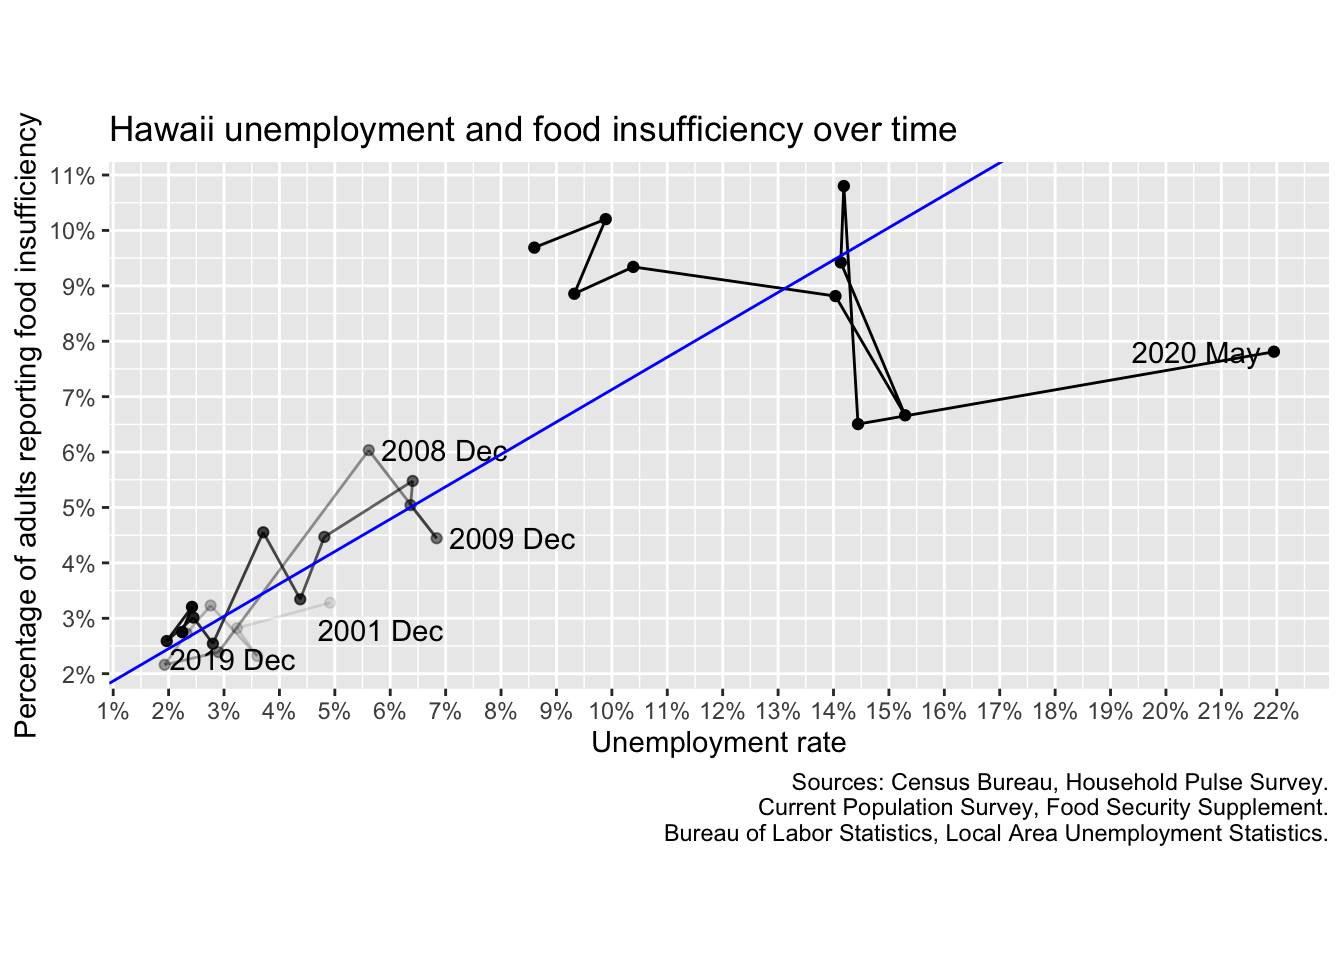 Hawaii unemployment and food insufficiency over time
Percentage of adults reporting food insufficiency
11%
10%
9%
8%
7%
6%
5%
4%
3%
2%
2020 May
2008 Dec
2009 Dec
2001 Dec
2019 Dec
1% 2% 3% 4% 5% 6% 7% 8% 9% 10% 11% 12% 13% 14% 15% 16% 17% 18% 19% 20% 21% 22%
Unemployment rate
Sources: Census Bureau, Household Pulse Survey.
Current Population Survey, Food Security Supplement.
Bureau of Labor Statistics, Local Area Unemployment Statistics.